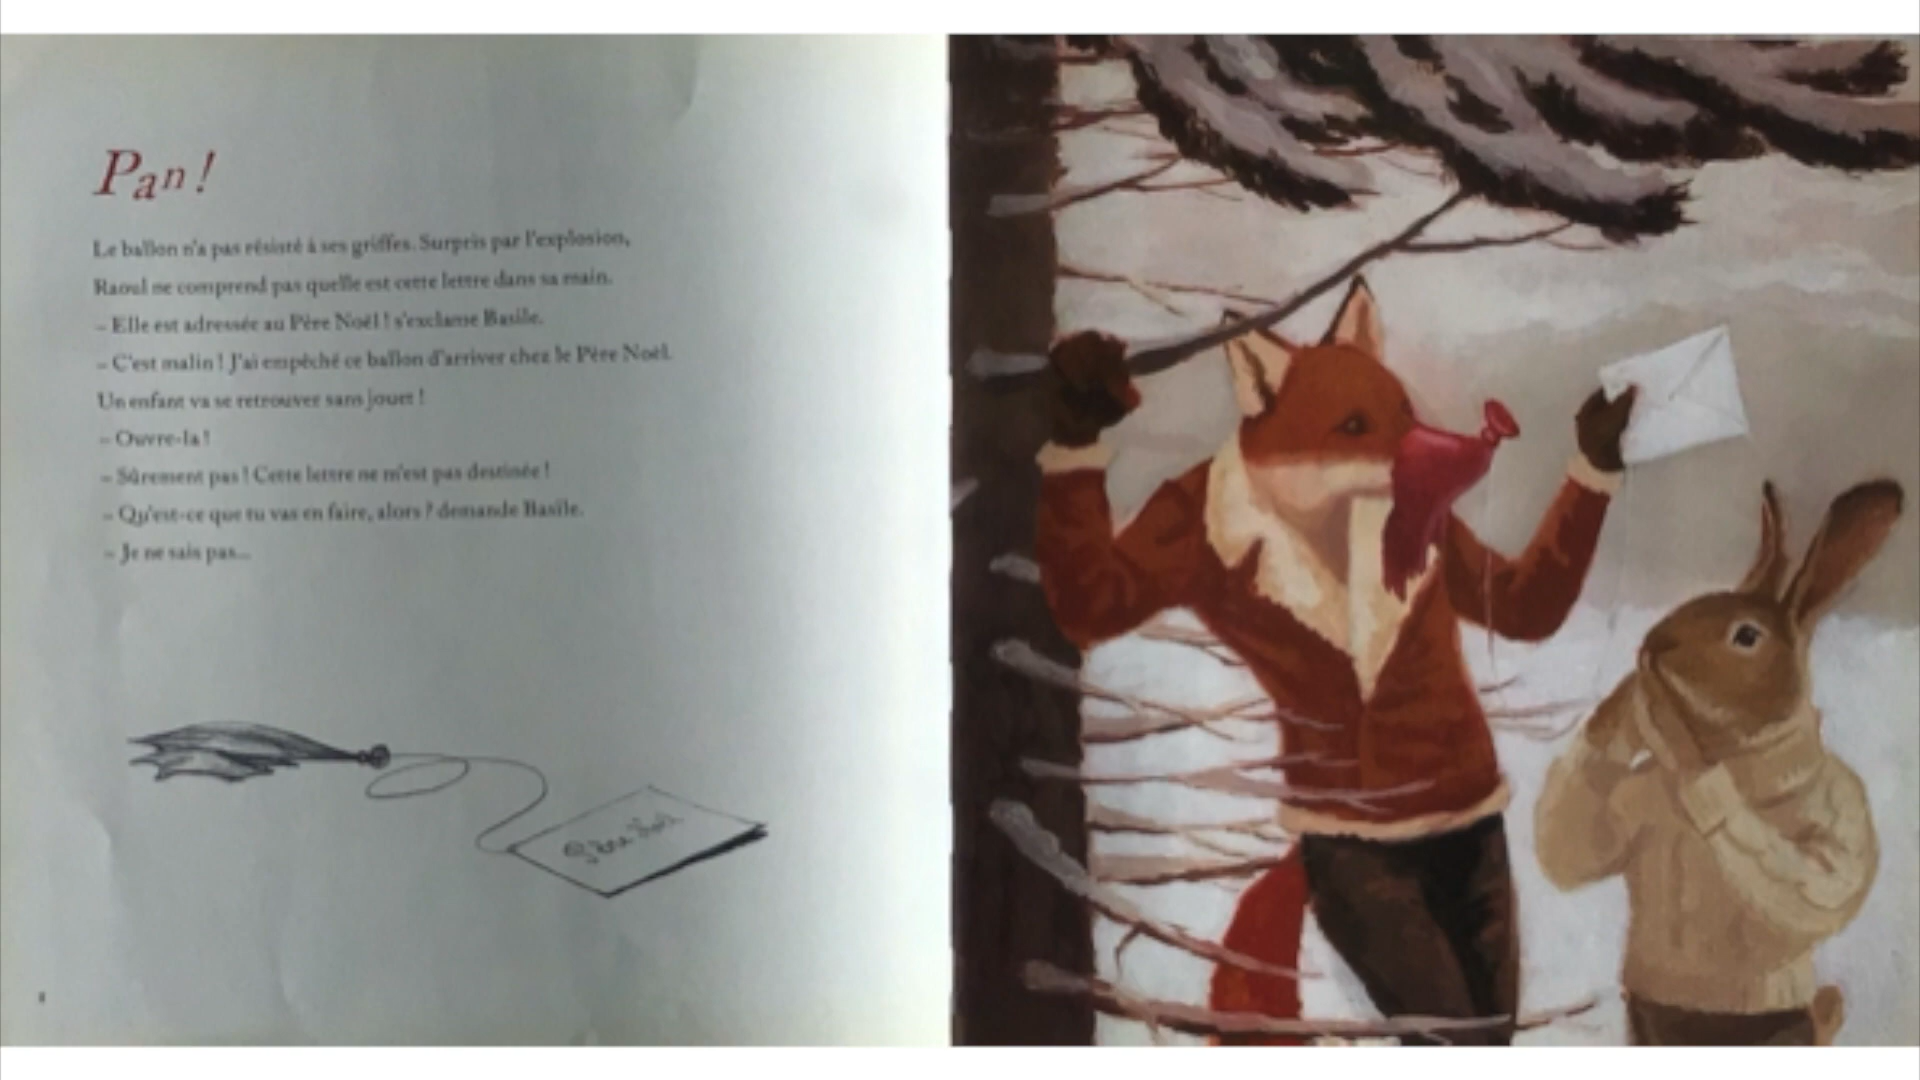 Pan !
Le ballon n'a pas résisté à ses griffes. Surpris par l'explosion,
Raoul ne comprend pas quelle est cette lettre dans sa main.
– Elle est adressée au Père Noël ! s'exclame Basile.
– C'est malin ! J'ai empêché ce ballon d'arriver chez le Père Noël.
Un enfant va se retrouver sans jouet !
– Ouvre-la !
– Sûrement pas ! Cette lettre ne m'est pas destinée !
– Qu'est-ce que tu vas en faire, alors ? demande Basile.
– Je ne sais pas...
Père Noël
8